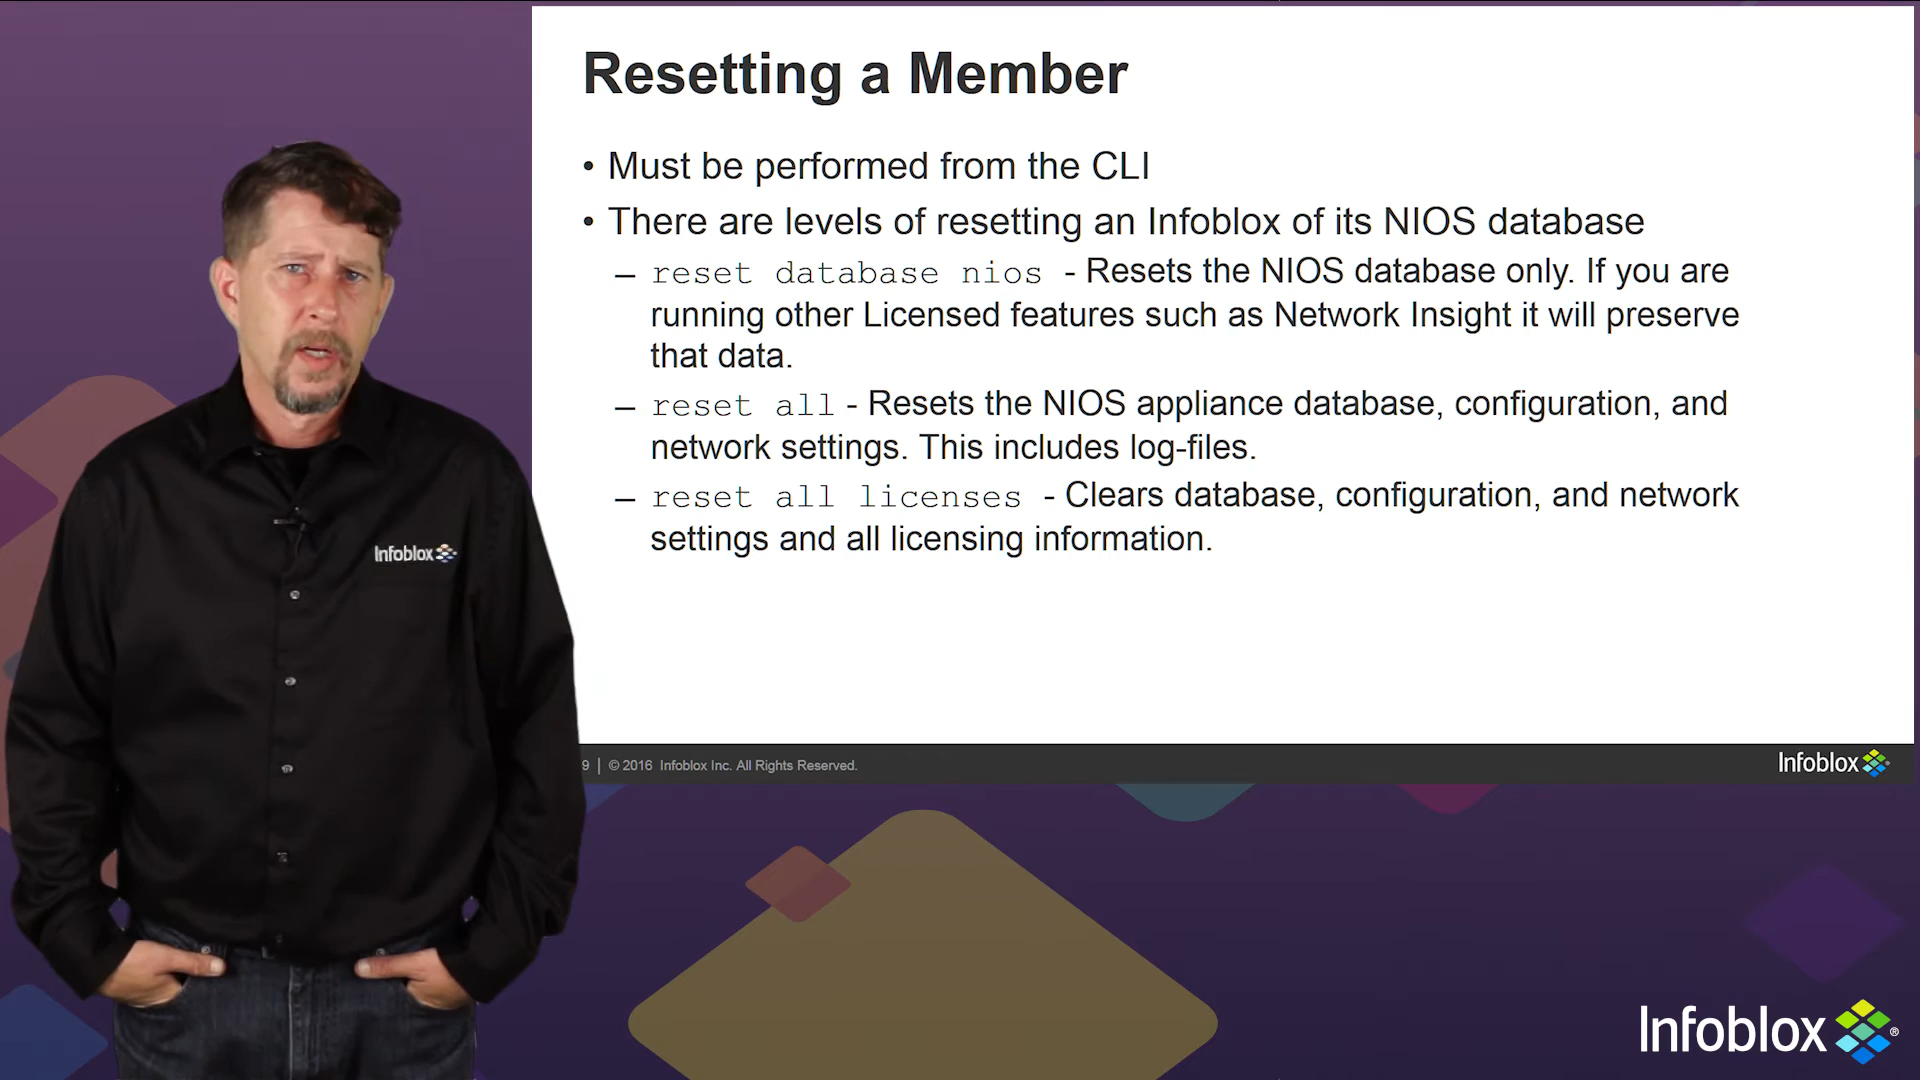 Resetting a Member
• Must be performed from the CLI
• There are levels of resetting an Infoblox of its NIOS database
– reset database nios - Resets the NIOS database only. If you are
running other Licensed features such as Network Insight it will preserve
that data.
– reset all - Resets the NIOS appliance database, configuration, and
network settings. This includes log-files.
– reset all licenses - Clears database, configuration, and network
settings and all licensing information.
Infoblox
9 | © 2016 Infoblox Inc. All Rights Reserved.
Infoblox
Infoblox ®